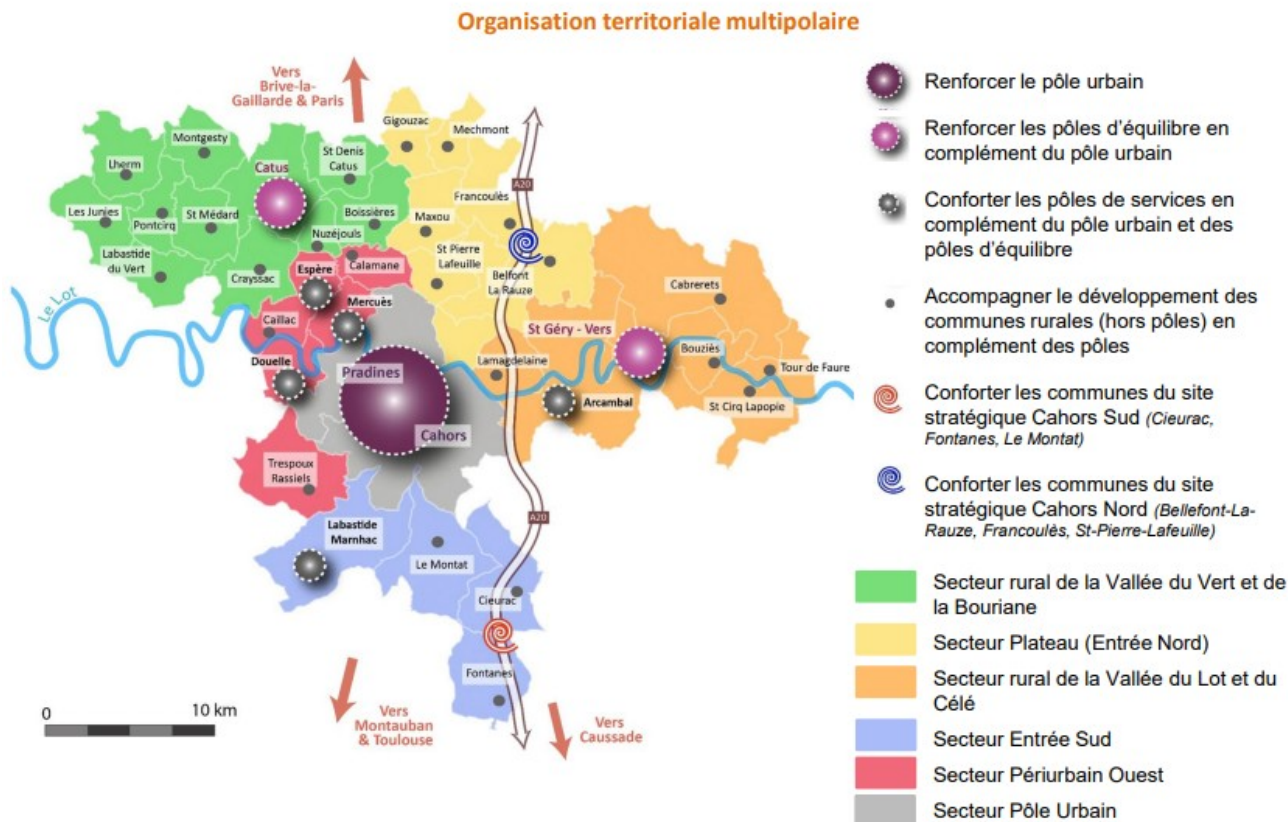 Organisation territoriale multipolaire
Vers
Brive-la-
Gaillarde & Paris
Gigouzac
Mechmont
Montgesty
St Denis
Catus
Lherm
Catus
A20
Francoulès
Les Junies
Pontcirq
St Médard
Boissières
Maxou
Nuzéjouls
St Pierre
Lafeuille
Labastide
du Vert
Crayssac
Espère
Calamane
Belfont
La Rauze
Cabrerets
Le Lot
Mercuès
Caillac
St Géry - Vers
Bouziès
Tour de Faure
Douelle
Pradines
Lamagdelaine
Arcambal
St Cirq Lapopie
Cahors
Trespoux
Rassiels
A20
Labastide
Marnhac
Le Montat
Cieurac
Fontanes
0 10 km
Vers
Montauban
& Toulouse
Vers
Caussade
Renforcer le pôle urbain
Renforcer les pôles d'équilibre en
complément du pôle urbain
Conforter les pôles de services en
complément du pôle urbain et des
pôles d'équilibre
Accompagner le développement des
communes rurales (hors pôles) en
complément des pôles
Conforter les communes du site
stratégique Cahors Sud (Cieurac,
Fontanes, Le Montat)
Conforter les communes du site
stratégique Cahors Nord (Bellefont-La-
Rauze, Francoulès, St-Pierre-Lafeuille)
Secteur rural de la Vallée du Vert et de
la Bouriane
Secteur Plateau (Entrée Nord)
Secteur rural de la Vallée du Lot et du
Célé
Secteur Entrée Sud
Secteur Périurbain Ouest
Secteur Pôle Urbain